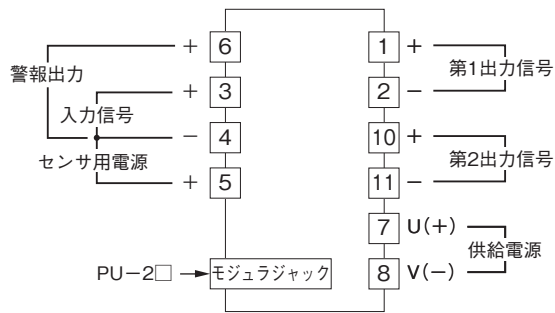 + 6
警報出力
+ 3
入力信号
− 4
センサ用電源
+ 5
PU−2□
モジュラジャック
1 +
第1出力信号
2 −
10 +
第2出力信号
11 −
7 U(+)
供給電源
8 V(−)